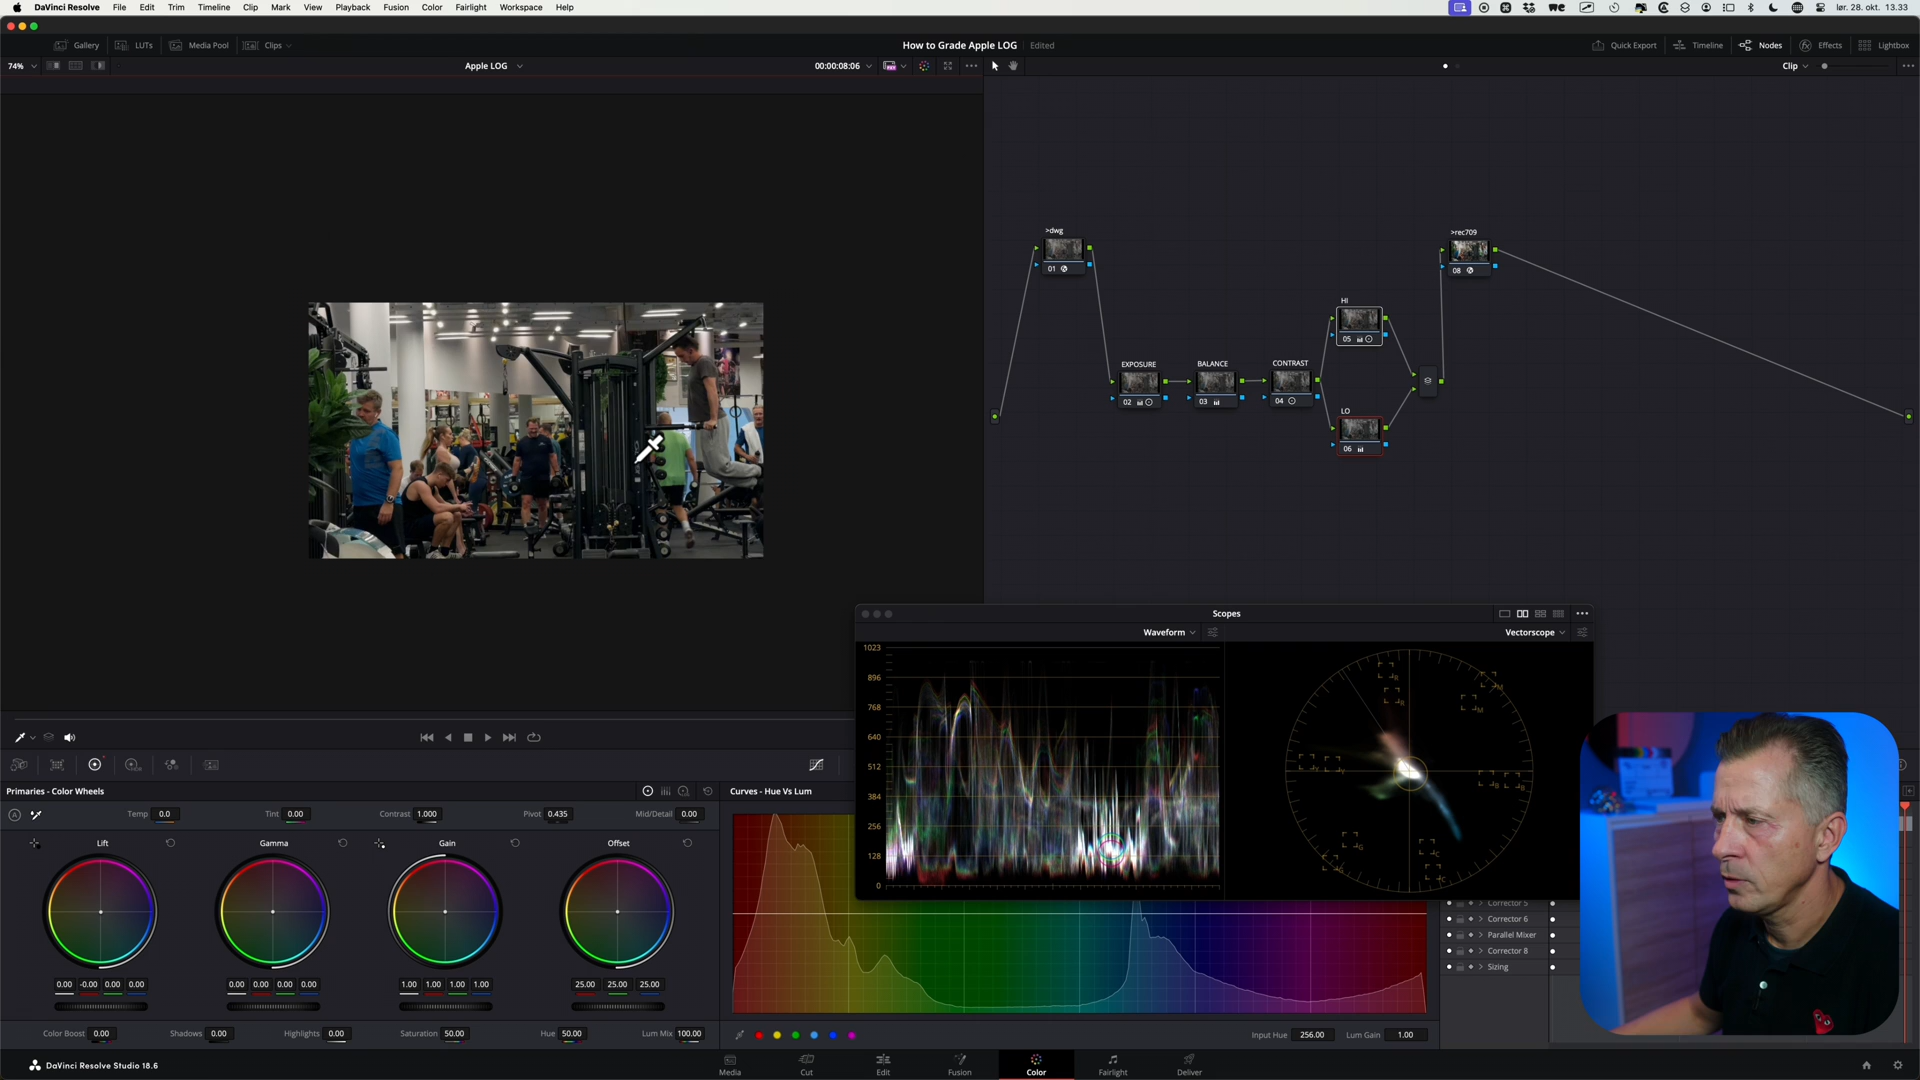 DaVinci Resolve File Edit Trim Timeline Clip Mark View Playback Fusion Color Fairlight Workspace Help
lør. 28. okt. 13.33
Gallery LUTs Media Pool Clips
How to Grade Apple LOG Edited
Quick Export Timeline Nodes Effects Lightbox
74%
Apple LOG
00:00:08:06
Clip
>dwg
01
>rec709
08
HI
05
EXPOSURE
02
BALANCE
03
CONTRAST
04
LO
06
Scopes
Waveform
Vectorscope
1023
896
768
640
512
384
256
128
0
R
R
M
M
B
B
C
C
G
Primaries - Color Wheels
Temp 0.0
Tint 0.00
Contrast 1.000
Pivot 0.435
Mid/Detail 0.00
Lift
Gamma
Gain
Offset
0.00 -0.00 0.00 0.00
0.00 0.00 0.00 0.00
1.00 1.00 1.00 1.00
25.00 25.00 25.00
Color Boost 0.00
Shadows 0.00
Highlights 0.00
Saturation 50.00
Hue 50.00
Lum Mix 100.00
Curves - Hue Vs Lum
Input Hue 256.00
Lum Gain 1.00
Corrector 5
Corrector 6
Parallel Mixer
Corrector 8
Sizing
DaVinci Resolve Studio 18.6
Media
Cut
Edit
Fusion
Color
Fairlight
Deliver